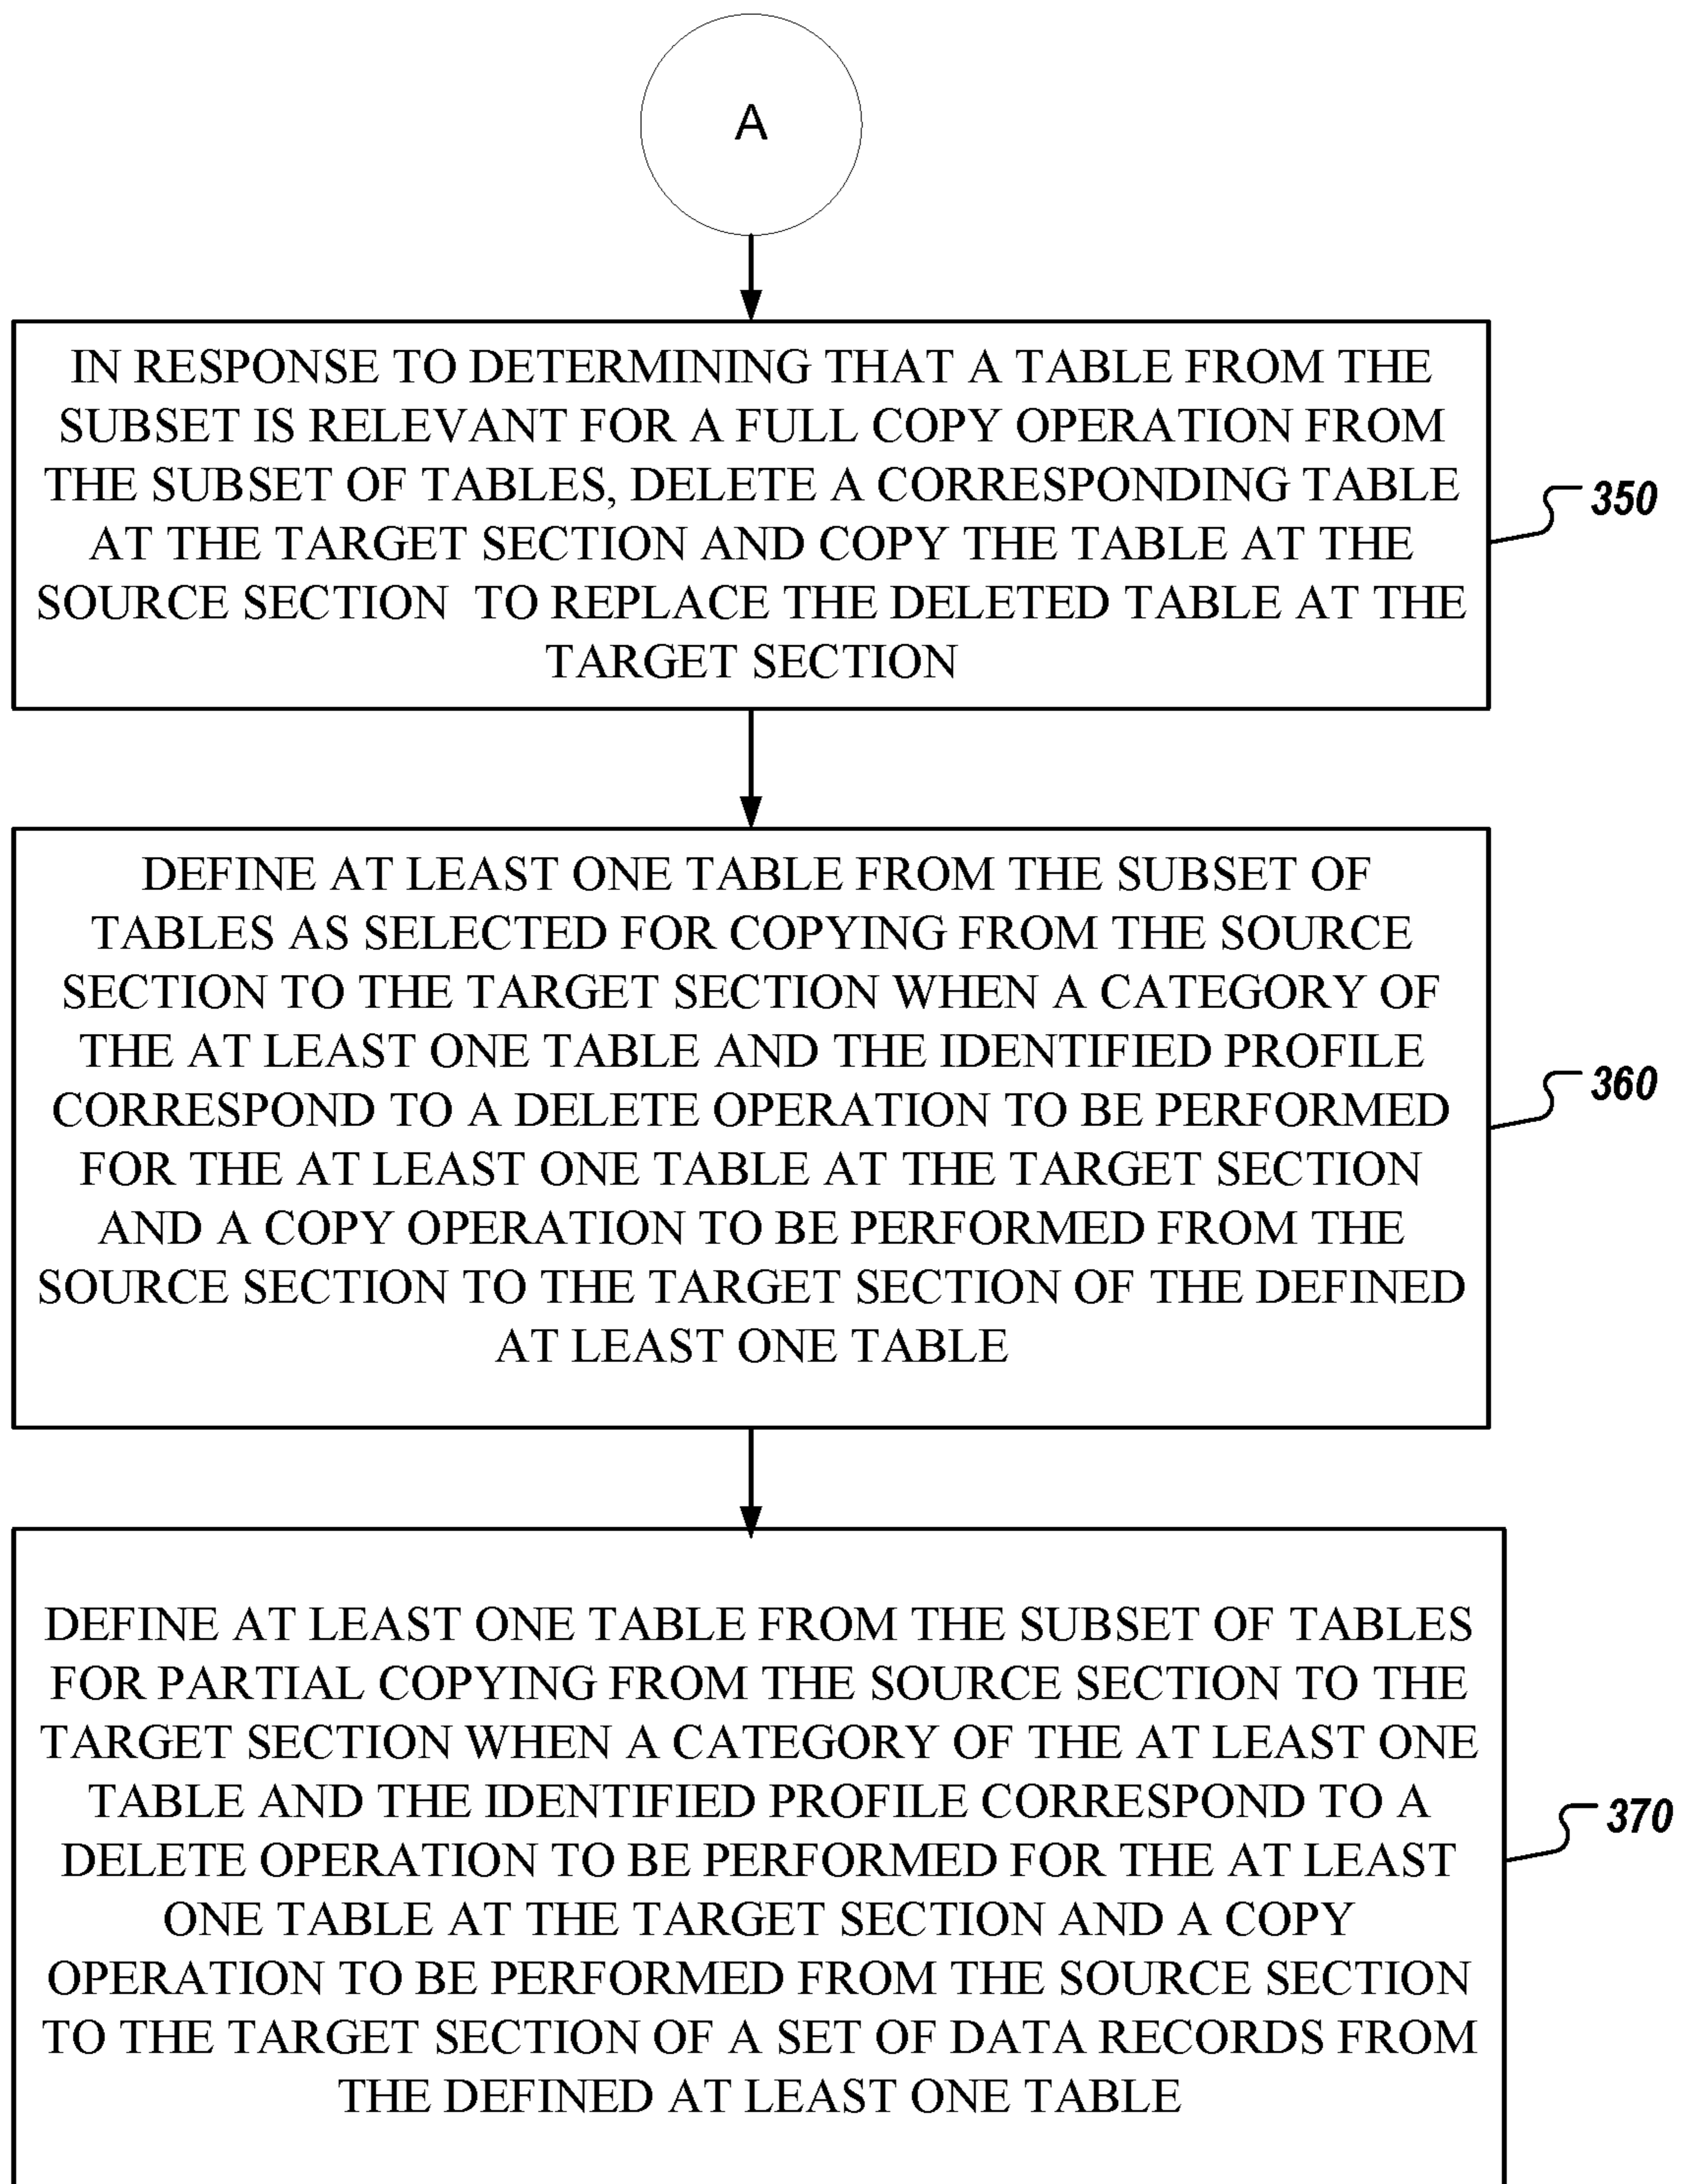 A
IN RESPONSE TO DETERMINING THAT A TABLE FROM THE
SUBSET IS RELEVANT FOR A FULL COPY OPERATION FROM
THE SUBSET OF TABLES, DELETE A CORRESPONDING TABLE
AT THE TARGET SECTION AND COPY THE TABLE AT THE
SOURCE SECTION TO REPLACE THE DELETED TABLE AT THE
TARGET SECTION
350
DEFINE AT LEAST ONE TABLE FROM THE SUBSET OF
TABLES AS SELECTED FOR COPYING FROM THE SOURCE
SECTION TO THE TARGET SECTION WHEN A CATEGORY OF
THE AT LEAST ONE TABLE AND THE IDENTIFIED PROFILE
CORRESPOND TO A DELETE OPERATION TO BE PERFORMED
FOR THE AT LEAST ONE TABLE AT THE TARGET SECTION
AND A COPY OPERATION TO BE PERFORMED FROM THE
SOURCE SECTION TO THE TARGET SECTION OF THE DEFINED
AT LEAST ONE TABLE
360
DEFINE AT LEAST ONE TABLE FROM THE SUBSET OF TABLES
FOR PARTIAL COPYING FROM THE SOURCE SECTION TO THE
TARGET SECTION WHEN A CATEGORY OF THE AT LEAST ONE
TABLE AND THE IDENTIFIED PROFILE CORRESPOND TO A
DELETE OPERATION TO BE PERFORMED FOR THE AT LEAST
ONE TABLE AT THE TARGET SECTION AND A COPY
OPERATION TO BE PERFORMED FROM THE SOURCE SECTION
TO THE TARGET SECTION OF A SET OF DATA RECORDS FROM
THE DEFINED AT LEAST ONE TABLE
370